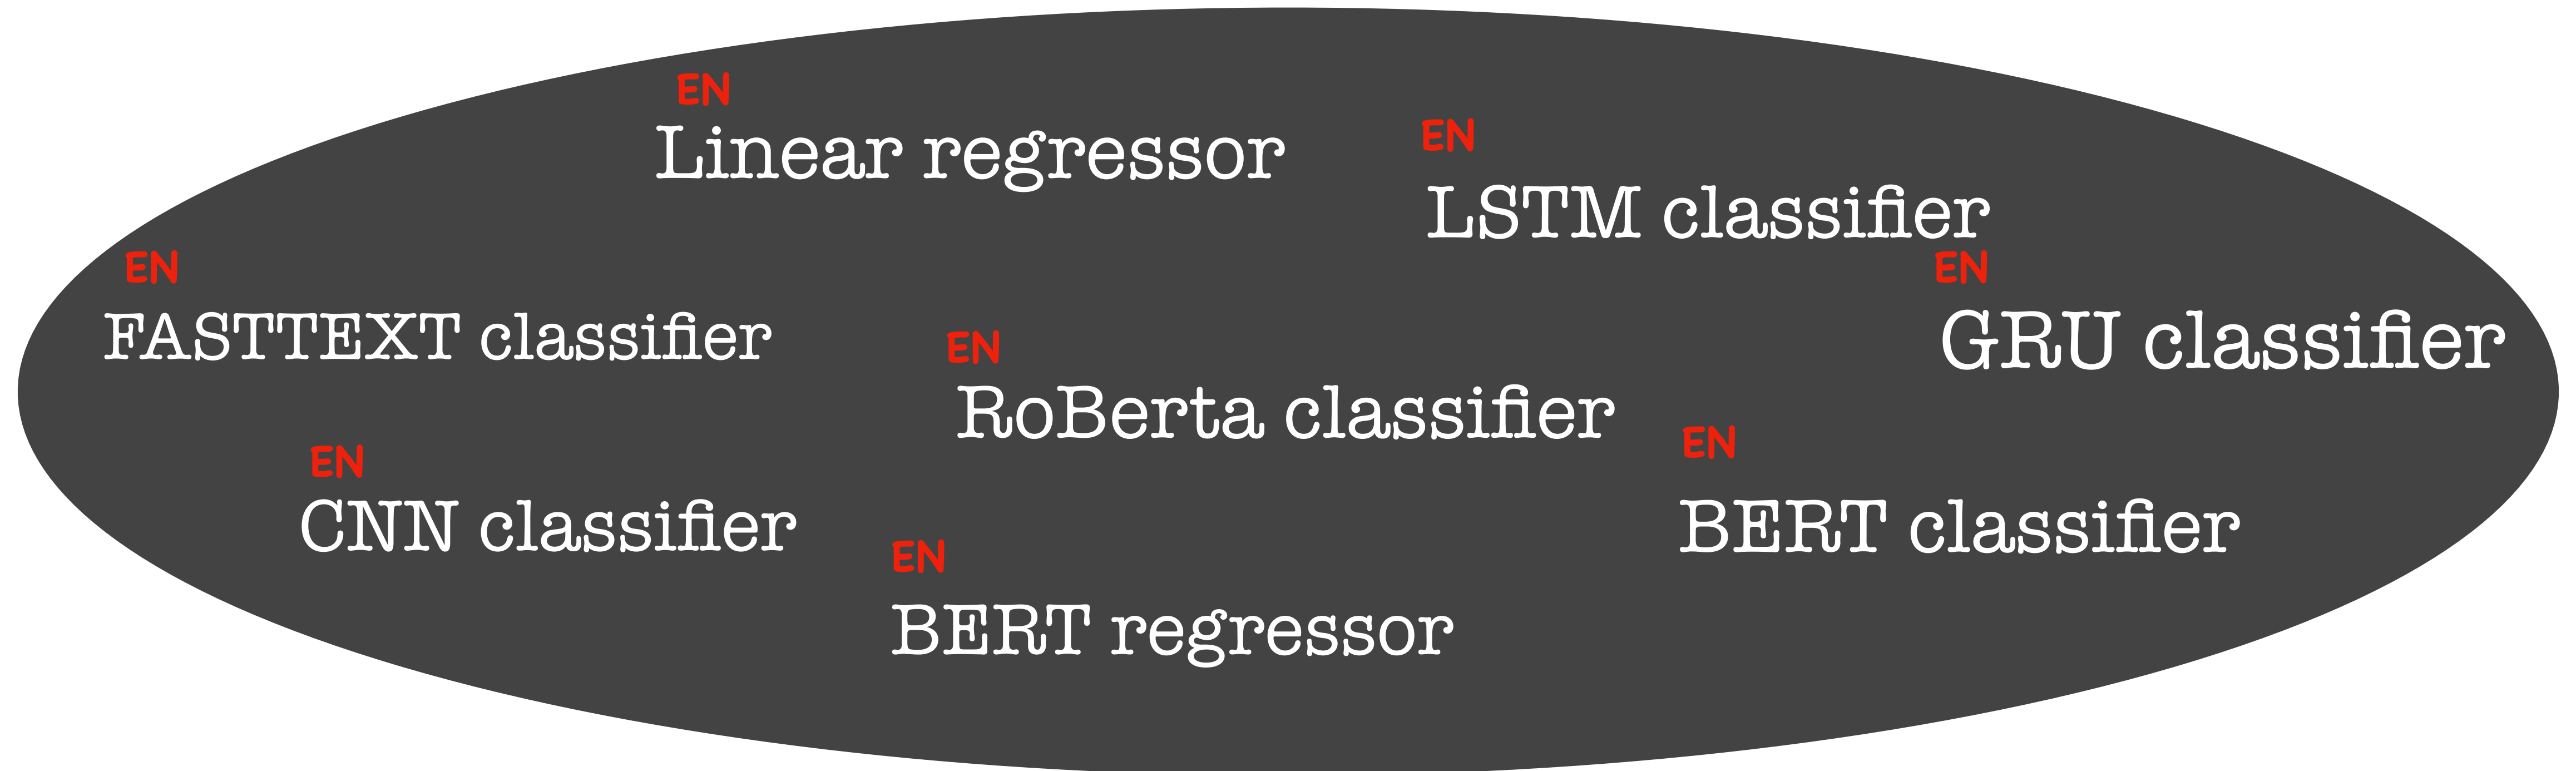 EN
Linear regressor
EN
LSTM classifier
EN
FASTTEXT classifier
EN
GRU classifier
EN
RoBerta classifier
EN
CNN classifier
EN
BERT classifier
EN
BERT regressor